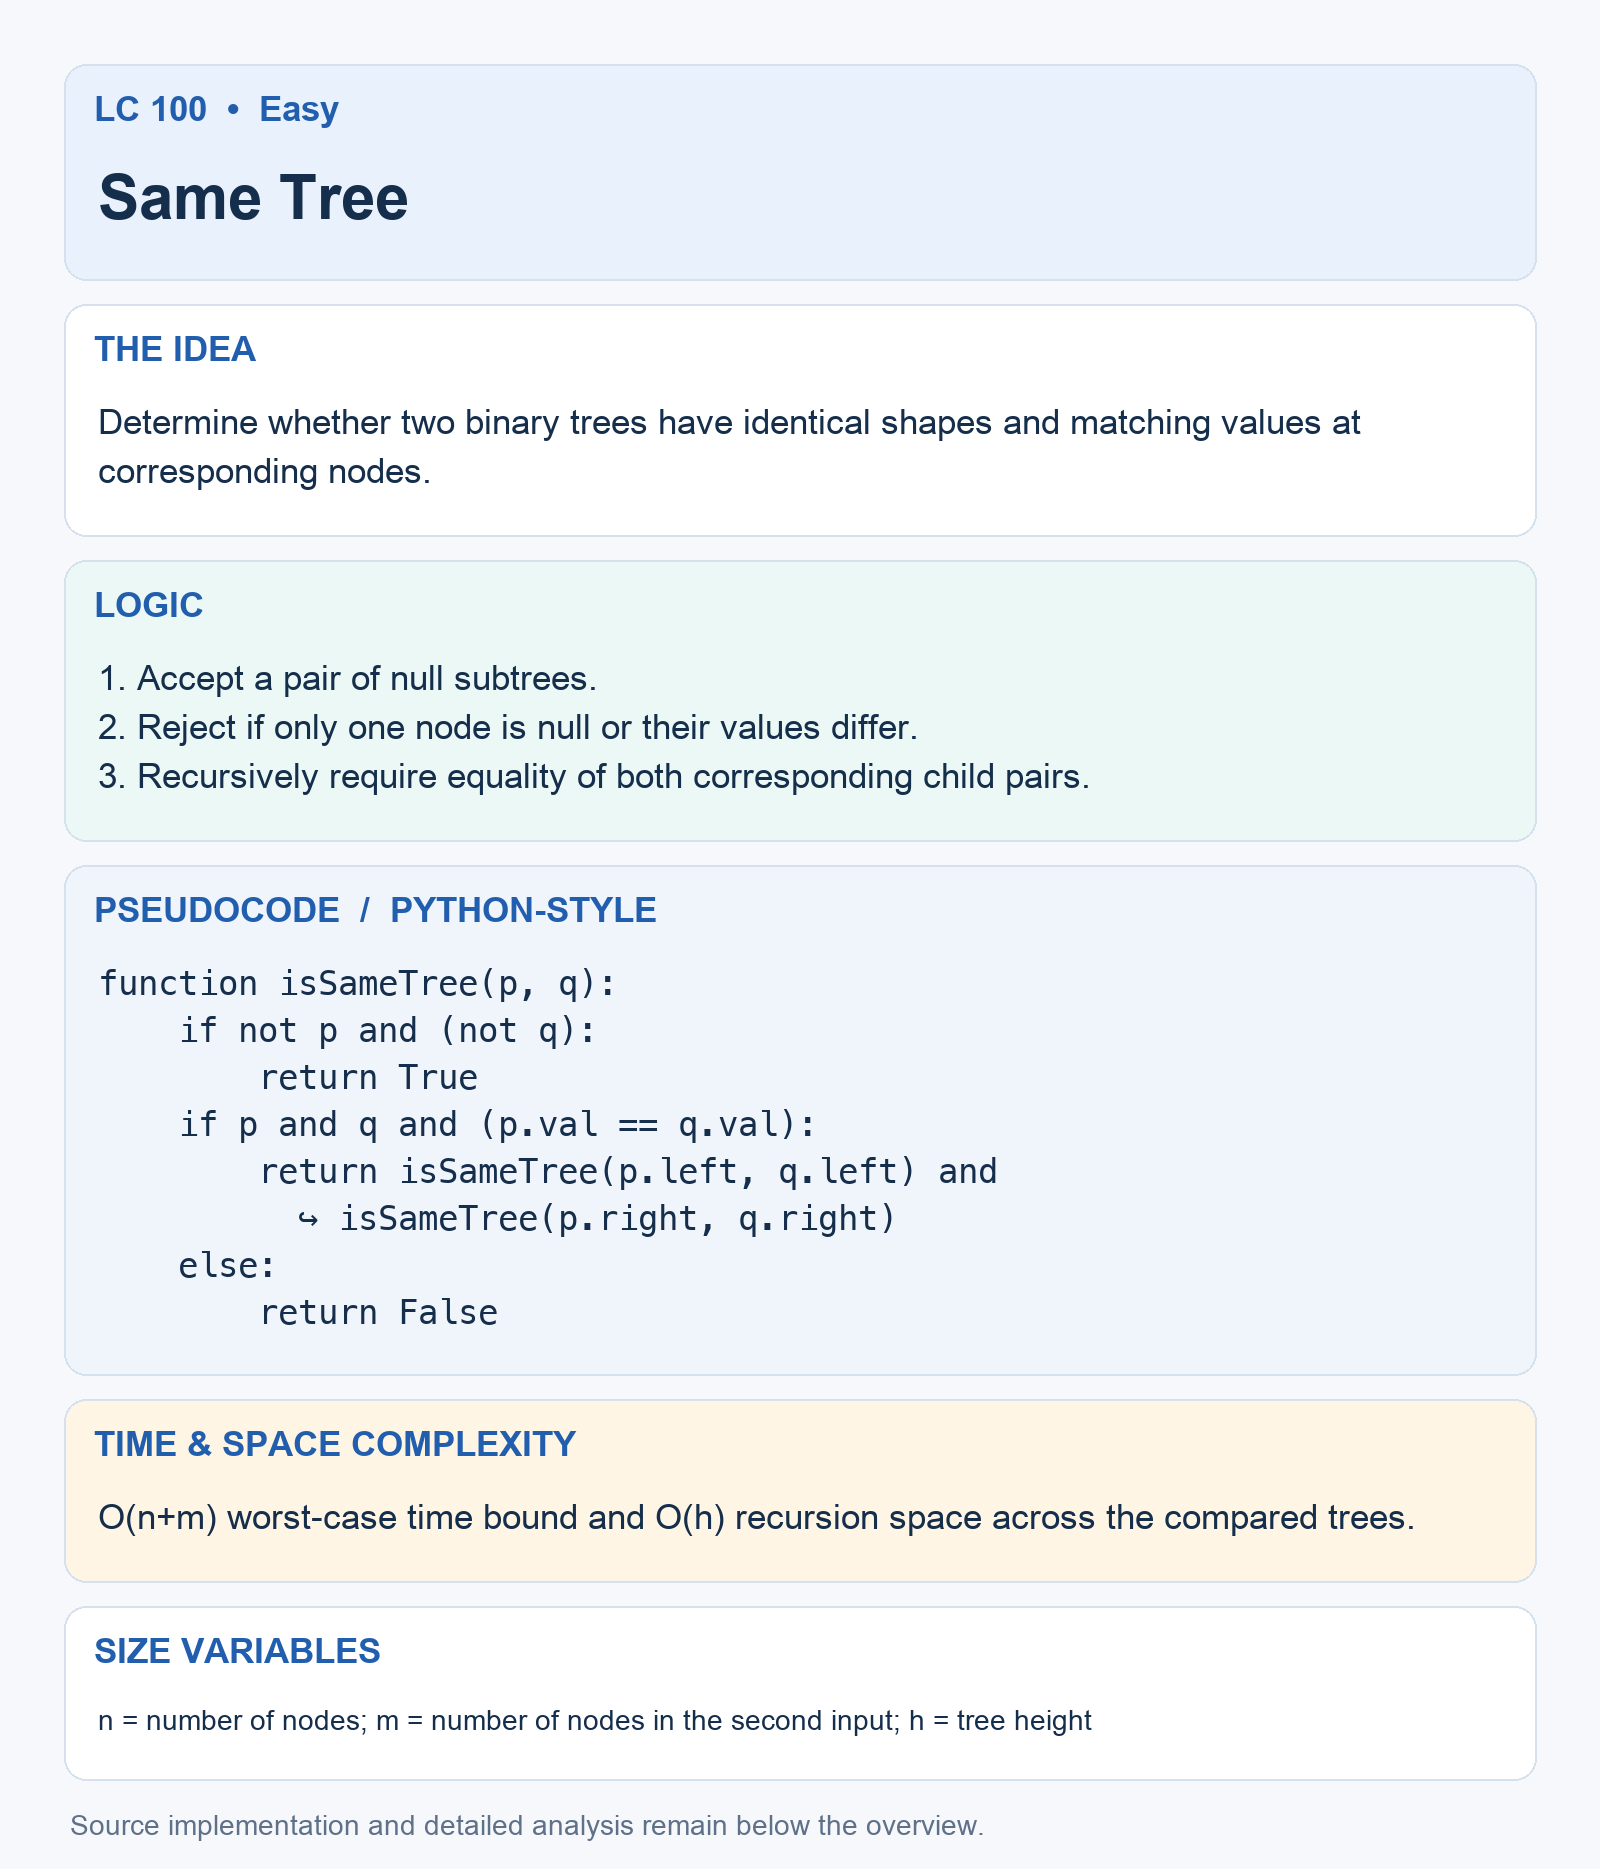 LC 100 • Easy
Same Tree
THE IDEA
Determine whether two binary trees have identical shapes and matching values at
corresponding nodes.
LOGIC
1. Accept a pair of null subtrees.
2. Reject if only one node is null or their values differ.
3. Recursively require equality of both corresponding child pairs.
PSEUDOCODE / PYTHON-STYLE
function isSameTree(p, q):
    if not p and (not q):
        return True
    if p and q and (p.val == q.val):
        return isSameTree(p.left, q.left) and
          ↪ isSameTree(p.right, q.right)
    else:
        return False
TIME & SPACE COMPLEXITY
O(n+m) worst-case time bound and O(h) recursion space across the compared trees.
SIZE VARIABLES
n = number of nodes; m = number of nodes in the second input; h = tree height
Source implementation and detailed analysis remain below the overview.